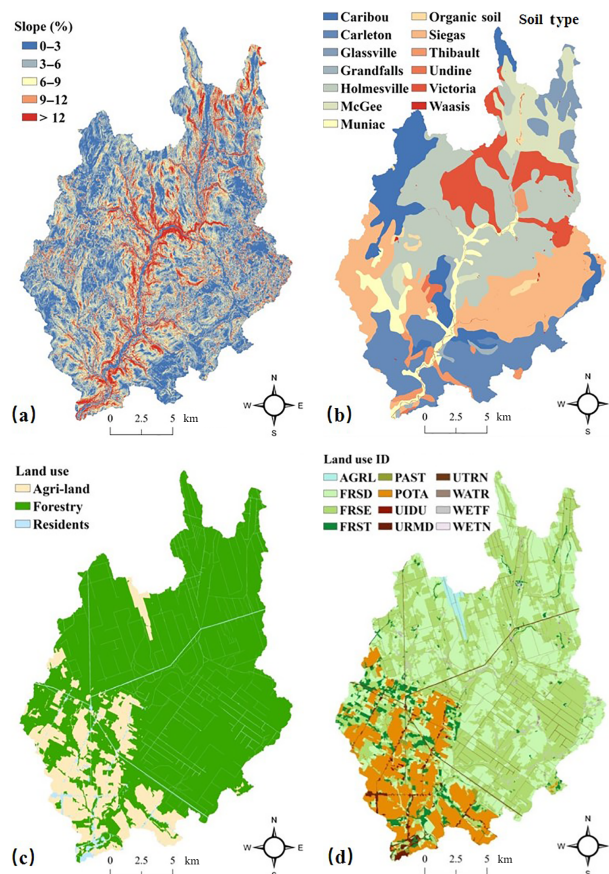 Slope (%)
0–3
3–6
6–9
9–12
> 12
N
W E
S
(a)
0 2.5 5 km
Soil type
Caribou
Carleton
Glassville
Grandfalls
Holmesville
McGee
Muniac
Organic soil
Siegas
Thibault
Undine
Victoria
Waasis
N
W E
S
(b)
0 2.5 5 km
Land use
Agri-land
Forestry
Residents
N
W E
S
(c)
0 2.5 5 km
Land use ID
AGRL
FRSD
FRSE
FRST
PAST
POTA
UIDU
URMD
UTRN
WATR
WETF
WETN
N
W E
S
(d)
0 2.5 5 km